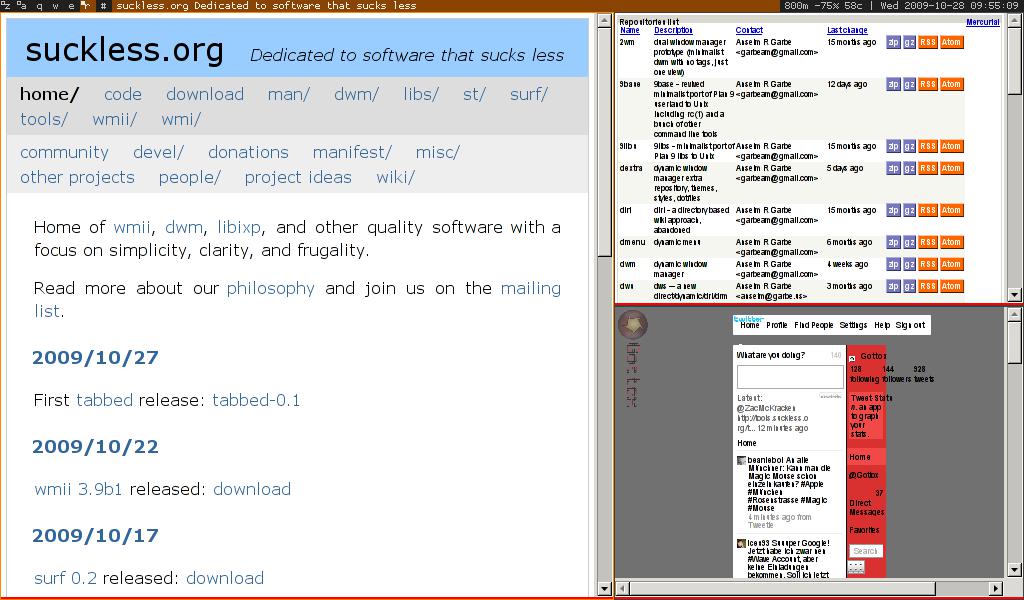 z a q w e r # suckless.org Dedicated to software that sucks less
800m -75% 58c | Wed 2009-10-28 09:55:09
suckless.org Dedicated to software that sucks less
home/ code download man/ dwm/ libs/ st/ surf/
tools/ wmii/ wmi/
community devel/ donations manifest/ misc/
other projects people/ project ideas wiki/
Home of wmii, dwm, libixp, and other quality software with a
focus on simplicity, clarity, and frugality.
Read more about our philosophy and join us on the mailing
list.
2009/10/27
First tabbed release: tabbed-0.1
2009/10/22
wmii 3.9b1 released: download
2009/10/17
surf 0.2 released: download
Repositories list
Mercurial
Name Description Contact Last change
2wm dual window manager Anselm R Garbe 15 months ago zip gz RSS Atom
prototype (minimalist <garbeam@gmail.com>
dwm with no tags, just
one view)
9base 9base - revised Anselm R Garbe 12 days ago zip gz RSS Atom
minimalist port of Plan 9 <garbeam@gmail.com>
userland to Unix
including rc(1) and a
bunch of other
command line tools
9libs 9libs - minimalist port of Anselm R Garbe 15 months ago zip gz RSS Atom
Plan 9 libs to Unix <garbeam@gmail.com>
dextra dynamic window Anselm R Garbe 5 days ago zip gz RSS Atom
manager extra <garbeam@gmail.com>
repository, themes,
styles, dotfiles
diri diri - a directory based Anselm R Garbe 15 months ago zip gz RSS Atom
wiki approach, <garbeam@gmail.com>
abandoned
dmenu dynamic menu Anselm R Garbe 6 months ago zip gz RSS Atom
<garbeam@gmail.com>
dwm dynamic window Anselm R Garbe 4 weeks ago zip gz RSS Atom
manager <garbeam@gmail.com>
dws dws — a new Anselm R Garbe 3 months ago zip gz RSS Atom
direct/dynamic/diri/dim <anselm@garbe.us>
twitter
Home Profile Find People Settings Help Sign out
What are you doing? 140
Latest:
@ZacMcKracken
http://tools.suckless.o
rg/t... 12 minutes ago
Home
beanieboi An alle
Münchner: Kann man die
Magic Mouse schon
einzeln kaufen? #Apple
#München
#Rosenstrasse #Magic
#Mouse
4 minutes ago from
Tweetie
Icen93 Suuuper Google!
Jetzt habe ich zwar nen
#Wave Account, aber
keine Einladungen
bekommen. Soll ich jetzt
Gottox
128 144 928
following followers tweets
Tweet Stats
n. an app
to graph
your
stats.
Home
@Gottox
37
Direct
Messages
Favorites
Search